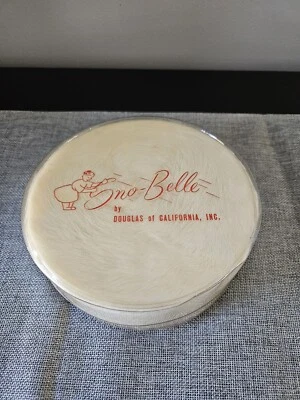 Sno-Belle
by
DOUGLAS of CALIFORNIA, INC.